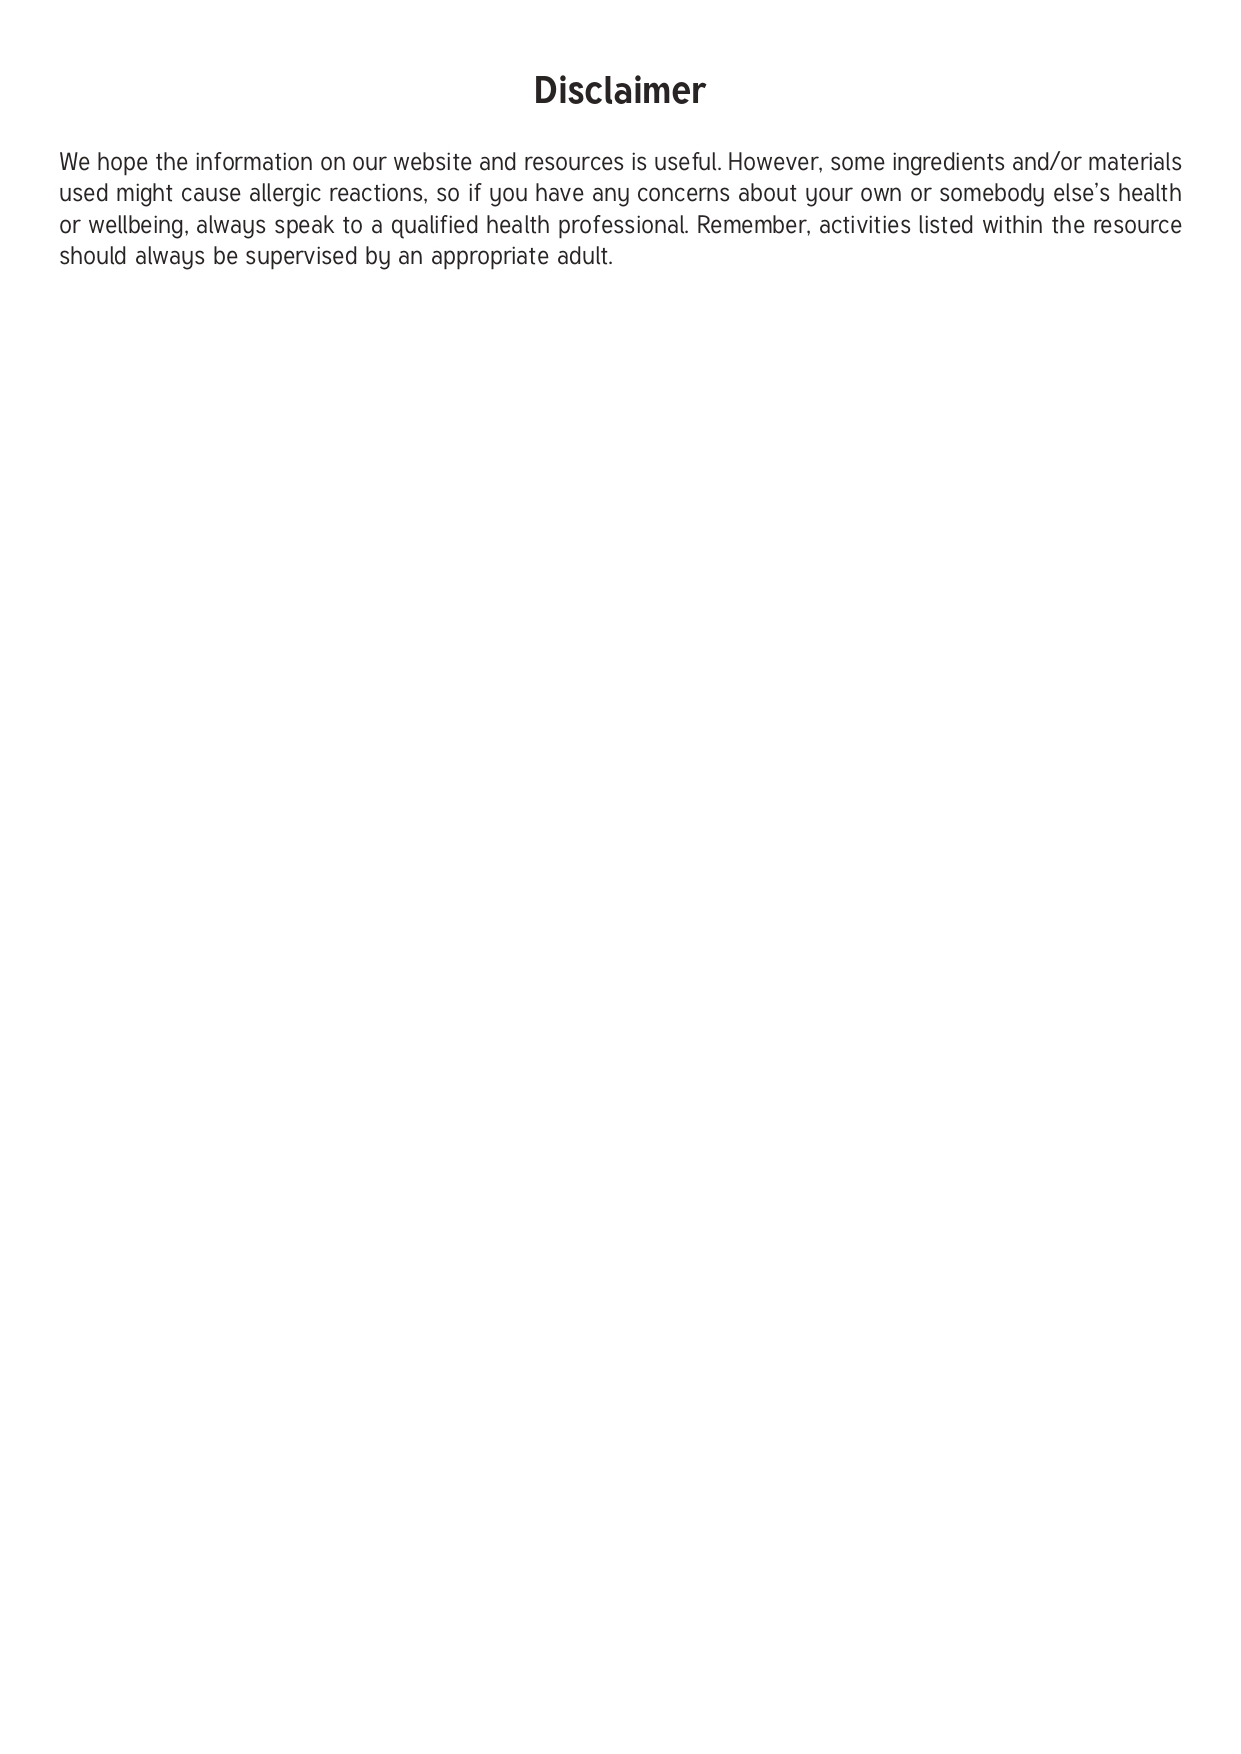 Disclaimer
We hope the information on our website and resources is useful. However, some ingredients and/or materials
used might cause allergic reactions, so if you have any concerns about your own or somebody else’s health
or wellbeing, always speak to a qualified health professional. Remember, activities listed within the resource
should always be supervised by an appropriate adult.